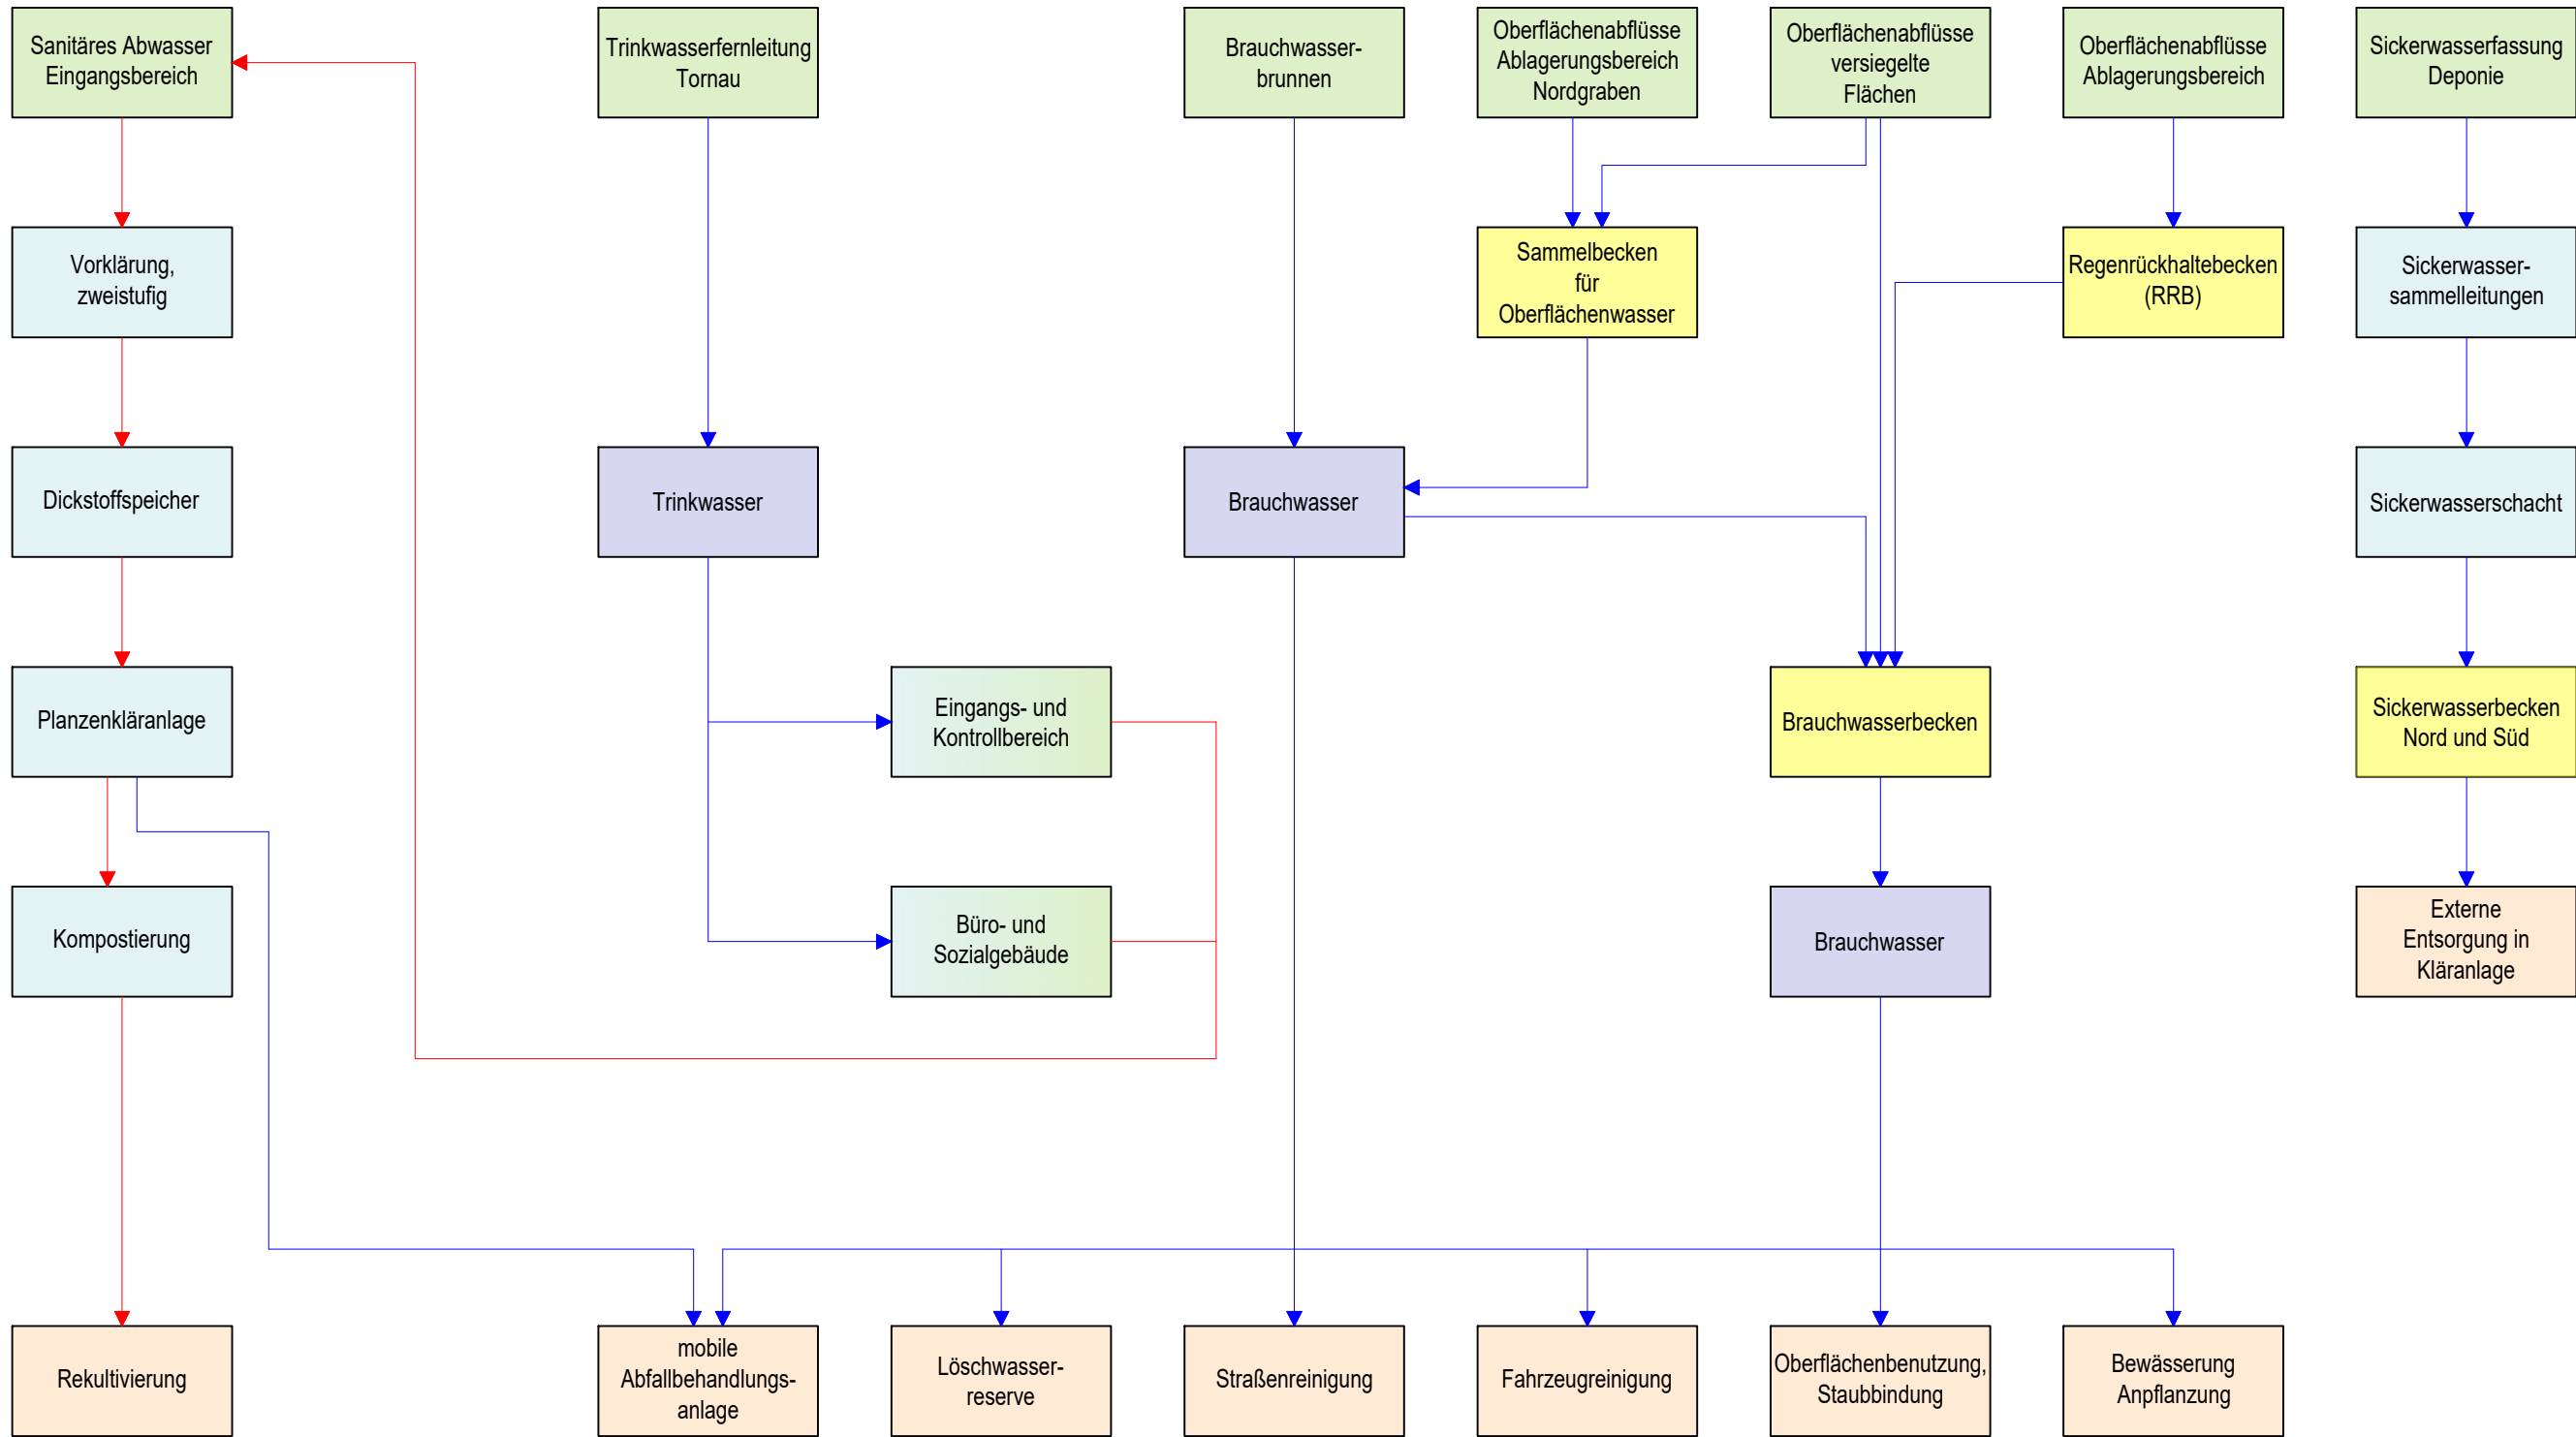 Sanitäres Abwasser
Eingangsbereich
Trinkwasserfernleitung
Tornau
Brauchwasser-
brunnen
Oberflächenabflüsse
Ablagerungsbereich
Nordgraben
Oberflächenabflüsse
versiegelte
Flächen
Oberflächenabflüsse
Ablagerungsbereich
Sickerwasserfassung
Deponie
Vorklärung,
zweistufig
Sammelbecken
für
Oberflächenwasser
Regenrückhaltebecken
(RRB)
Sickerwasser-
sammelleitungen
Dickstoffspeicher
Trinkwasser
Brauchwasser
Sickerwasserschacht
Planzenkläranlage
Eingangs- und
Kontrollbereich
Brauchwasserbecken
Sickerwasserbecken
Nord und Süd
Kompostierung
Büro- und
Sozialgebäude
Brauchwasser
Externe
Entsorgung in
Kläranlage
Rekultivierung
mobile
Abfallbehandlungs-
anlage
Löschwasser-
reserve
Straßenreinigung
Fahrzeugreinigung
Oberflächenbenutzung,
Staubbindung
Bewässerung
Anpflanzung